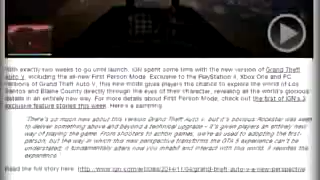 With exactly two weeks to go until launch, IGN spent some time with the new version of Grand Theft
Auto V, including the all-new First Person Mode. Exclusive to the PlayStation 4, Xbox One and PC
versions of Grand Theft Auto V, this mode gives players the chance to explore the world of Los
Santos and Blaine County directly through the eyes of their character, revealing all the world's glorious
details in an entirely new way. For more details about First Person Mode, check out the first of IGN's
exclusive feature stories this week. Here's a sample:
There's so much new about this version Grand Theft Auto V, but it's obvious Rockstar was keen
to deliver something above and beyond a technical upgrade - it's given players an entirely new
way of playing the game. From shooters to action games, we're all used to adopting the first-
person, but the way in which this new perspective transforms the GTA V experience can't be
understated; it fundamentally alters how you inhabit and interact with this world. It rewrites the
experience.
Read the full story here: http://www.ign.com/articles/2014/11/04/grand-theft-auto-v-a-new-perspective